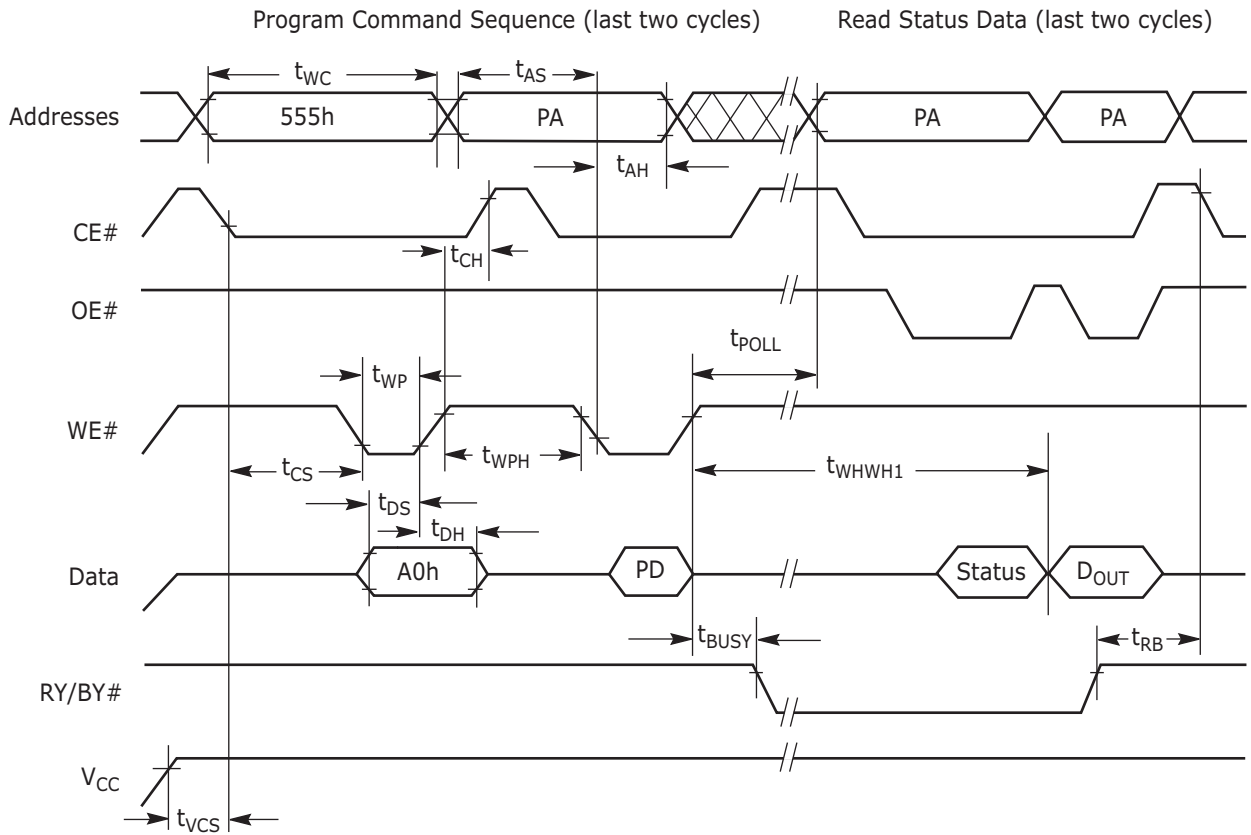 Program Command Sequence (last two cycles) Read Status Data (last two cycles)
tWC tAS
Addresses 555h PA PA PA
tAH
CE#
tCH
OE#
tPOLL
tWP
WE#
tWPH
tCS tWHWH1
tDS
tDH
Data A0h PD Status DOUT
tBUSY tRB
RY/BY#
VCC
tVCS